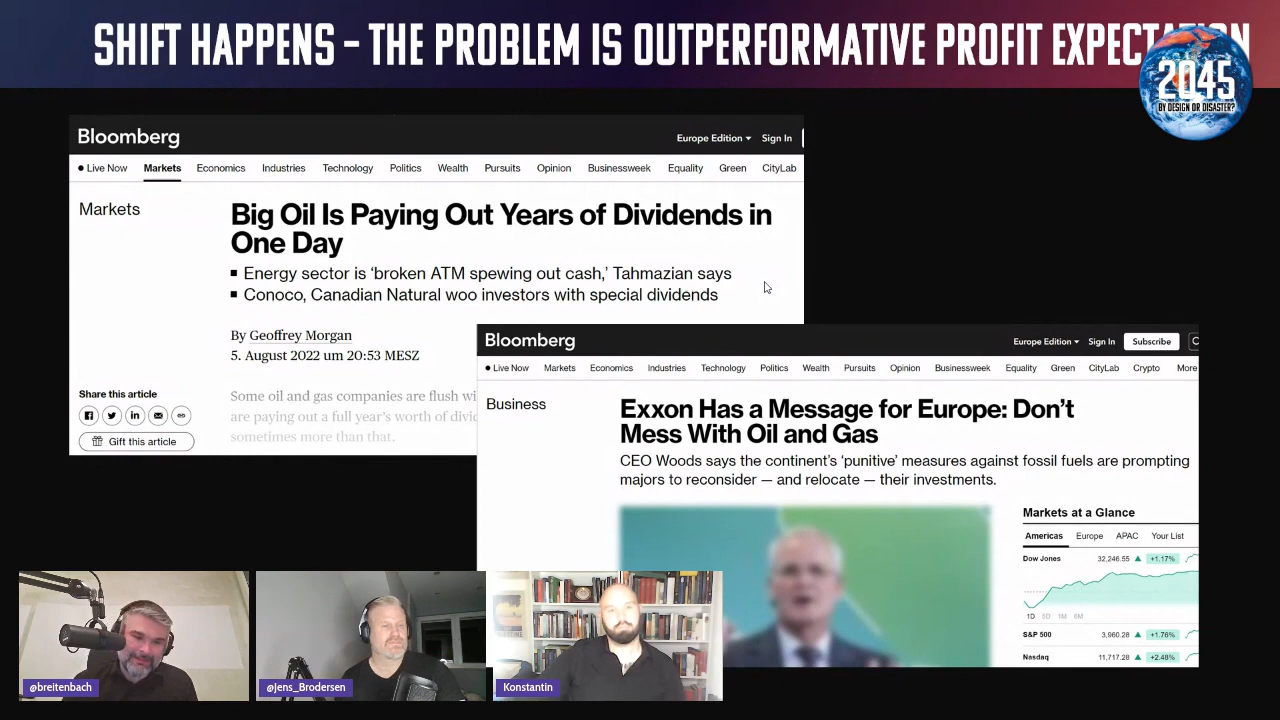 SHIFT HAPPENS - THE PROBLEM IS OUTPERFORMATIVE PROFIT EXPECTATION
2045
BY DESIGN OR DISASTER?
Bloomberg
Europe Edition
Sign In
Live Now Markets Economics Industries Technology Politics Wealth Pursuits Opinion Businessweek Equality Green CityLab
Markets
Big Oil Is Paying Out Years of Dividends in
One Day
Energy sector is ‘broken ATM spewing out cash,’ Tahmazian says
Conoco, Canadian Natural woo investors with special dividends
By Geoffrey Morgan
5. August 2022 um 20:53 MESZ
Share this article
Gift this article
Some oil and gas companies are flush wi
are paying out a full year’s worth of divid
sometimes more than that.
Bloomberg
Europe Edition Sign In Subscribe
Live Now Markets Economics Industries Technology Politics Wealth Pursuits Opinion Businessweek Equality Green CityLab Crypto More
Business
Exxon Has a Message for Europe: Don’t
Mess With Oil and Gas
CEO Woods says the continent’s ‘punitive’ measures against fossil fuels are prompting
majors to reconsider — and relocate — their investments.
Markets at a Glance
Americas Europe APAC Your List
Dow Jones 32,246.55 +1.17%
1D 5D 1M 6M
S&P 500 3,960.28 +1.76%
Nasdaq 11,717.28 +2.48%
@breitenbach
@Jens_Brodersen
Konstantin